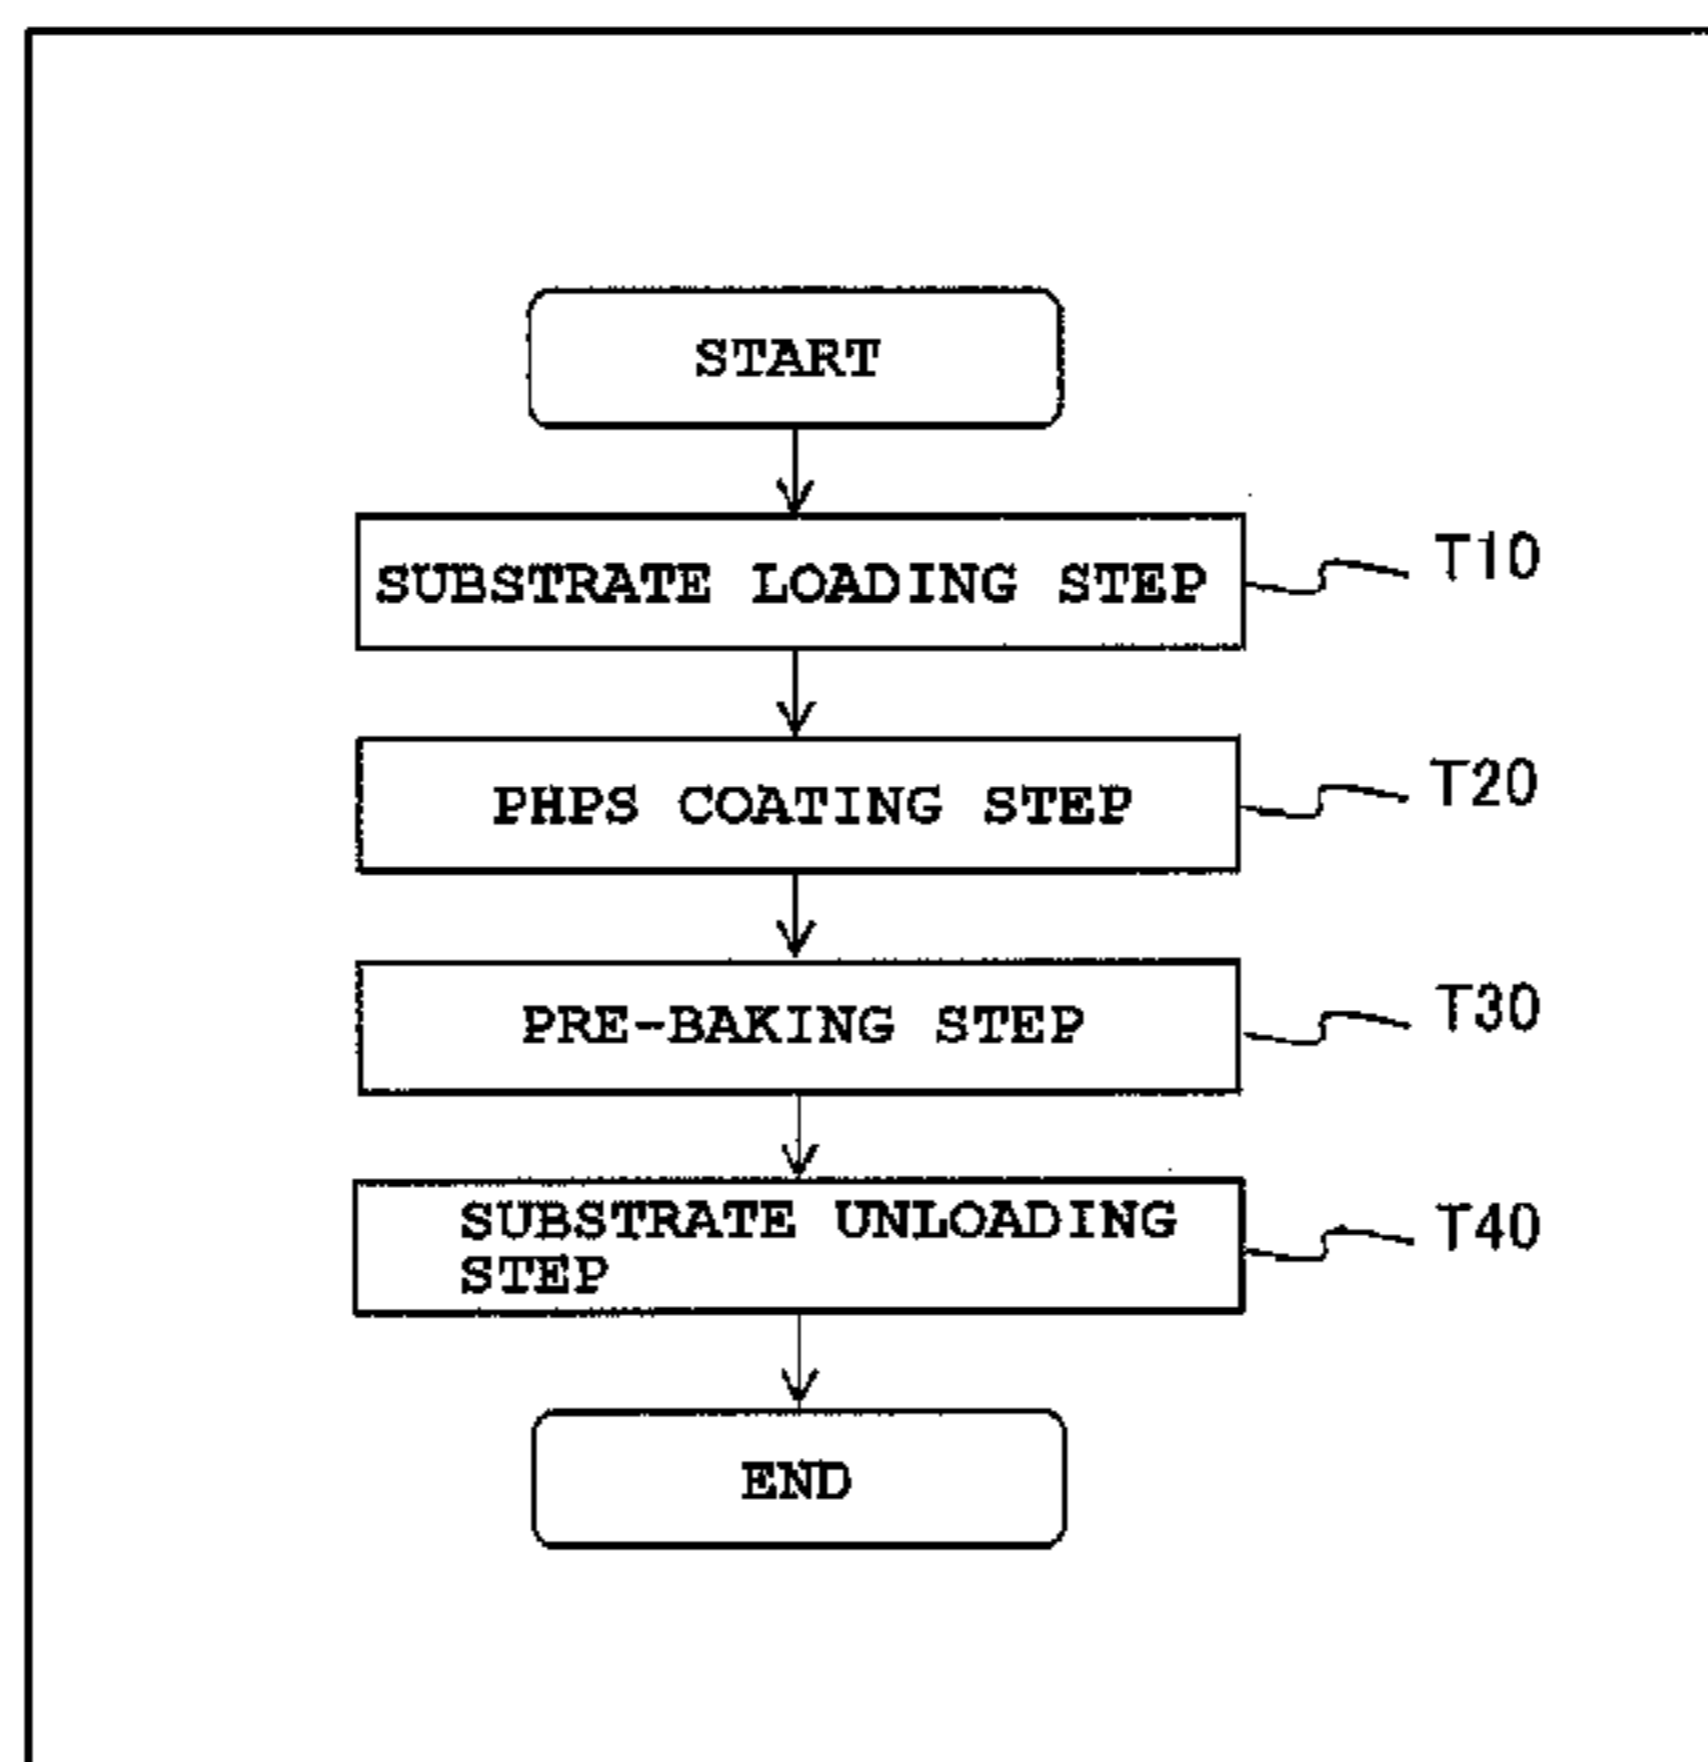 START
SUBSTRATE LOADING STEP
T10
PHPS COATING STEP
T20
PRE-BAKING STEP
T30
SUBSTRATE UNLOADING
STEP
T40
END